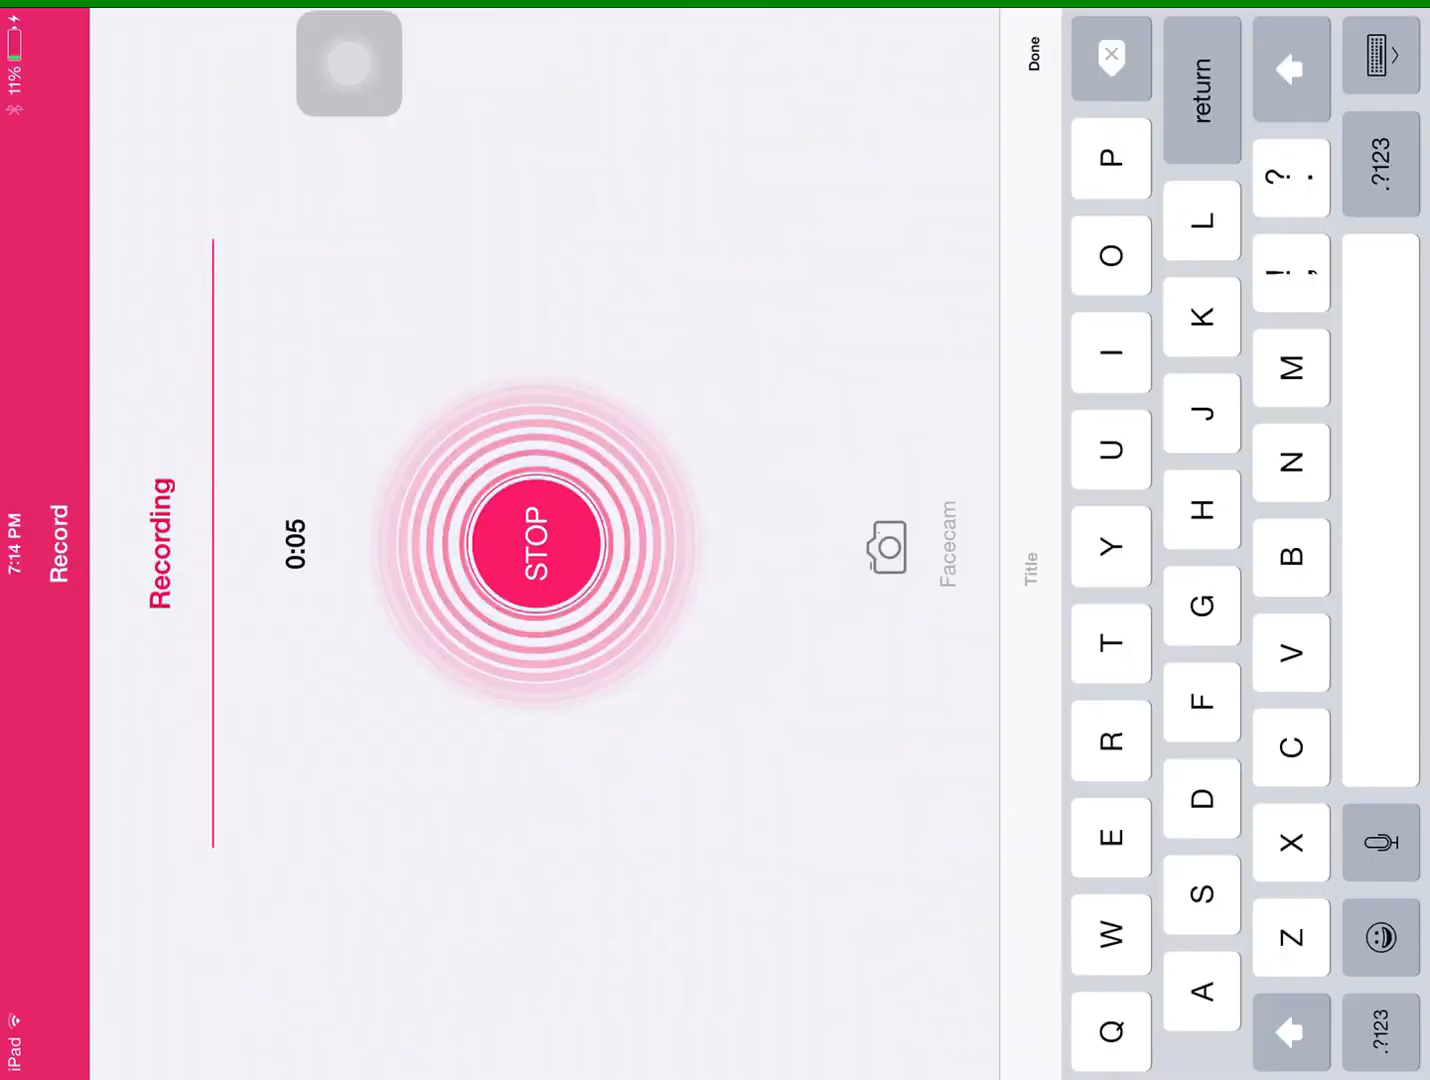 iPad 7:14 PM 11%
Record
Recording
0:05
STOP
Facecam
Title Done
Q W E R T Y U I O P
A S D F G H J K L return
Z X C V B N M ! , ? .
.?123 .?123